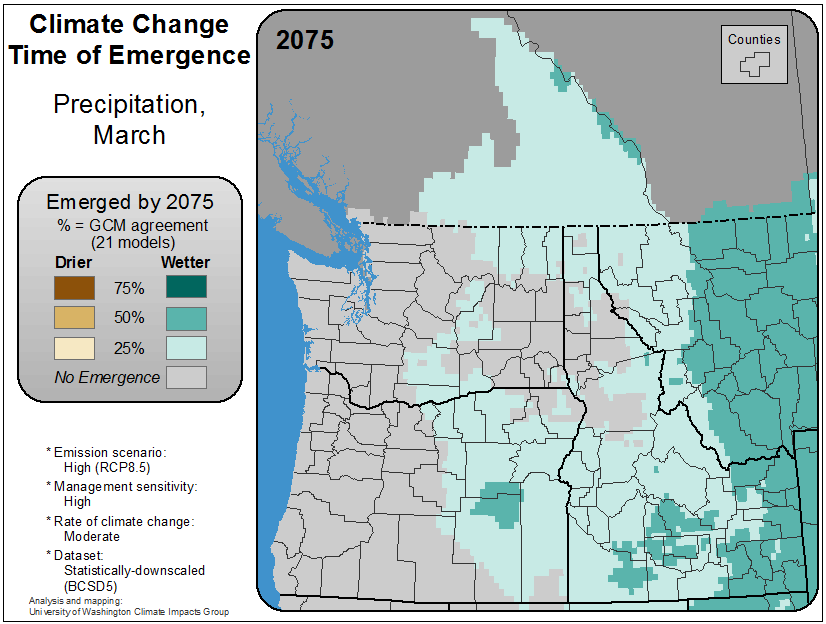 Climate Change
Time of Emergence
Precipitation,
March
Emerged by 2075
% = GCM agreement
(21 models)
Drier Wetter
75%
50%
25%
No Emergence
* Emission scenario:
High (RCP8.5)
* Management sensitivity:
High
* Rate of climate change:
Moderate
* Dataset:
Statistically-downscaled
(BCSD5)
Analysis and mapping:
University of Washington Climate Impacts Group
2075
Counties